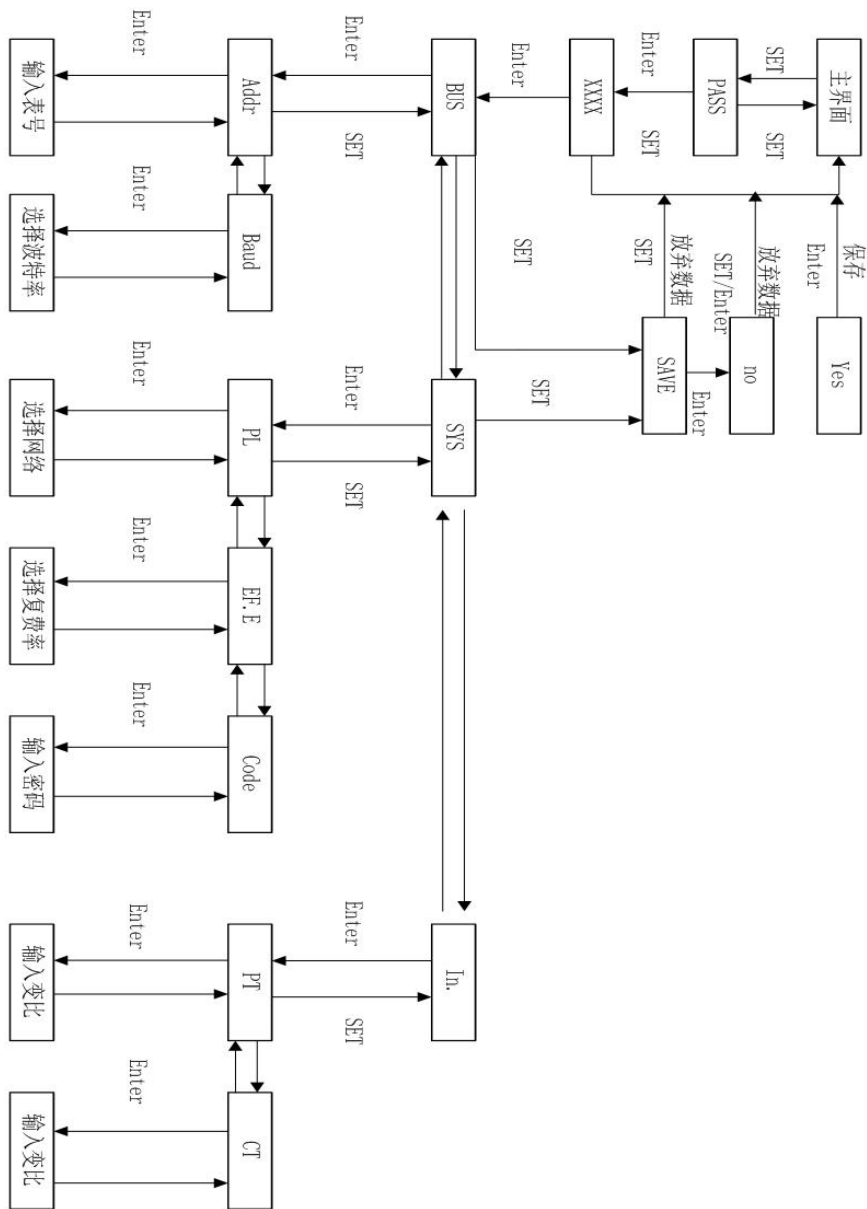 保存
主界面
Yes
Enter
SET
SET
放弃数据
SET/Enter
no
PASS
Enter
SET
放弃数据
SET
SAVE
Enter
XXXX
Enter
SET
SET
BUS
SYS
In.
Enter
SET
Enter
SET
Enter
SET
Addr
Baud
PL
EF.E
Code
PT
CT
Enter
Enter
Enter
Enter
Enter
Enter
Enter
输入表号
选择波特率
选择网络
选择复费率
输入密码
输入变比
输入变比